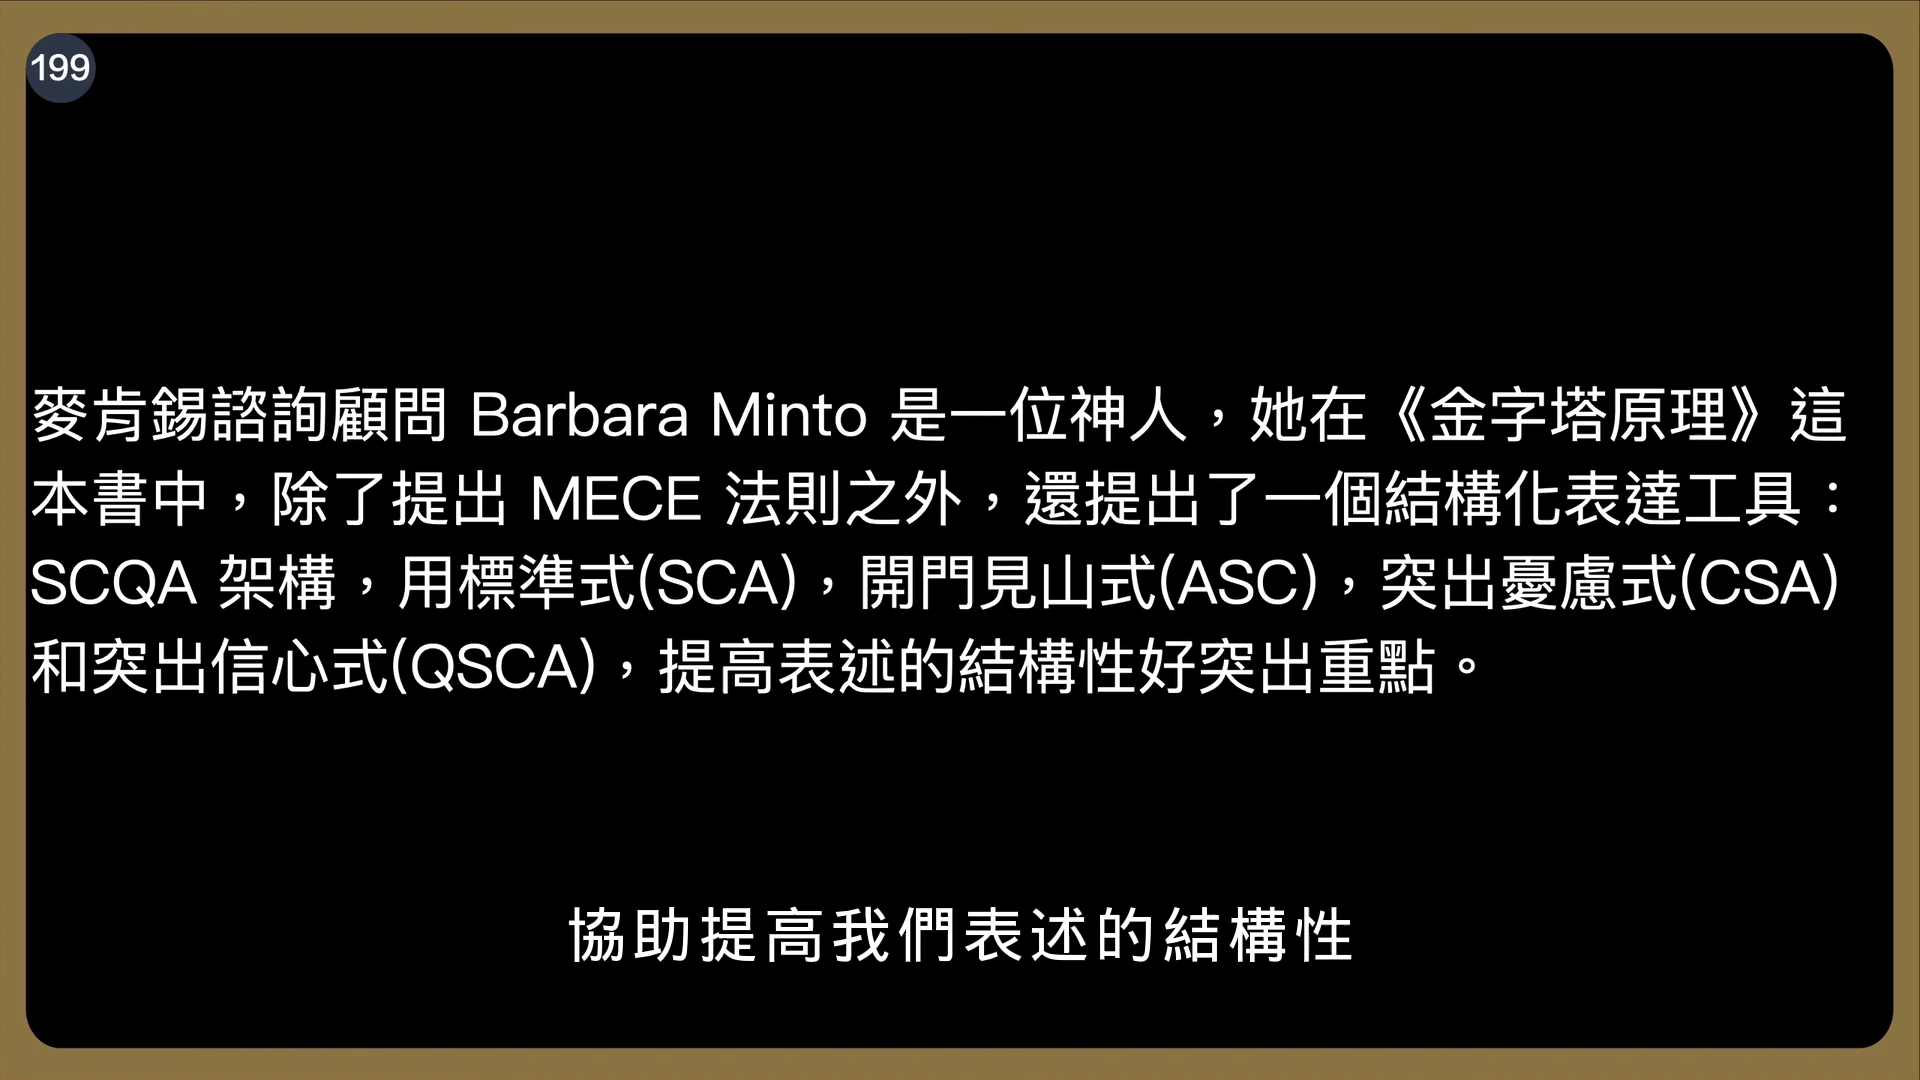 199
麥肯錫諮詢顧問 Barbara Minto 是一位神人，她在《金字塔原理》這
本書中，除了提出 MECE 法則之外，還提出了一個結構化表達工具：
SCQA 架構，用標準式(SCA)，開門見山式(ASC)，突出憂慮式(CSA)
和突出信心式(QSCA)，提高表述的結構性好突出重點。
協助提高我們表述的結構性